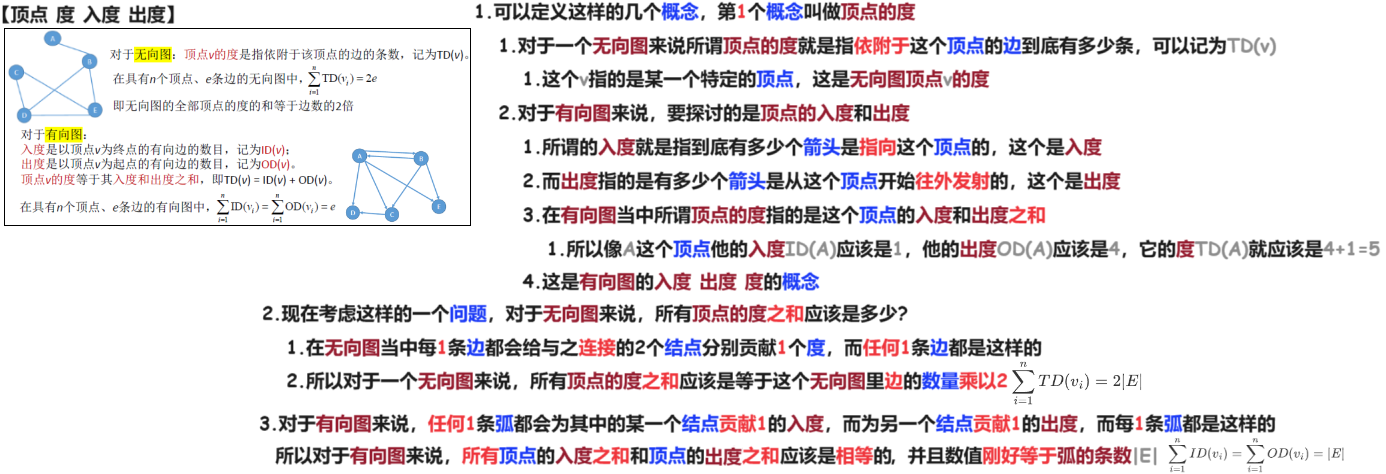 【顶点 度 入度 出度】
A
B
C
D
E
对于无向图：顶点v的度是指依附于该顶点的边的条数，记为TD(v)。
在具有n个顶点、e条边的无向图中，$\sum_{i=1}^{n} TD(v_i) = 2e$
即无向图的全部顶点的度的和等于边数的2倍
对于有向图：
入度是以顶点v为终点的有向边的数目，记为ID(v)；
出度是以顶点v为起点的有向边的数目，记为OD(v)。
顶点v的度等于其入度和出度之和，即TD(v) = ID(v) + OD(v)。
在具有n个顶点、e条边的有向图中，$\sum_{i=1}^{n} ID(v_i) = \sum_{i=1}^{n} OD(v_i) = e$
A
B
C
D
E
1.可以定义这样的几个概念，第1个概念叫做顶点的度
1.对于一个无向图来说所谓顶点的度就是指依附于这个顶点的边到底有多少条，可以记为TD(v)
1.这个v指的是某一个特定的顶点，这是无向图顶点v的度
2.对于有向图来说，要探讨的是顶点的入度和出度
1.所谓的入度就是指到底有多少个箭头是指向这个顶点的，这个是入度
2.而出度指的是有多少个箭头是从这个顶点开始往外发射的，这个是出度
3.在有向图当中所谓顶点的度指的是这个顶点的入度和出度之和
1.所以像A这个顶点他的入度ID(A)应该是1，他的出度OD(A)应该是4，它的度TD(A)就应该是4+1=5
4.这是有向图的入度 出度 度的概念
2.现在考虑这样的一个问题，对于无向图来说，所有顶点的度之和应该是多少?
1.在无向图当中每1条边都会给与之连接的2个结点分别贡献1个度，而任何1条边都是这样的
2.所以对于一个无向图来说，所有顶点的度之和应该是等于这个无向图里边的数量乘以2 $\sum_{i=1}^{n} TD(v_i) = 2|E|$
3.对于有向图来说，任何1条弧都会为其中的某一个结点贡献1的入度，而为另一个结点贡献1的出度，而每1条弧都是这样的
所以对于有向图来说，所有顶点的入度之和和顶点的出度之和应该是相等的，并且数值刚好等于弧的条数|E| $\sum_{i=1}^{n} ID(v_i) = \sum_{i=1}^{n} OD(v_i) = |E|$